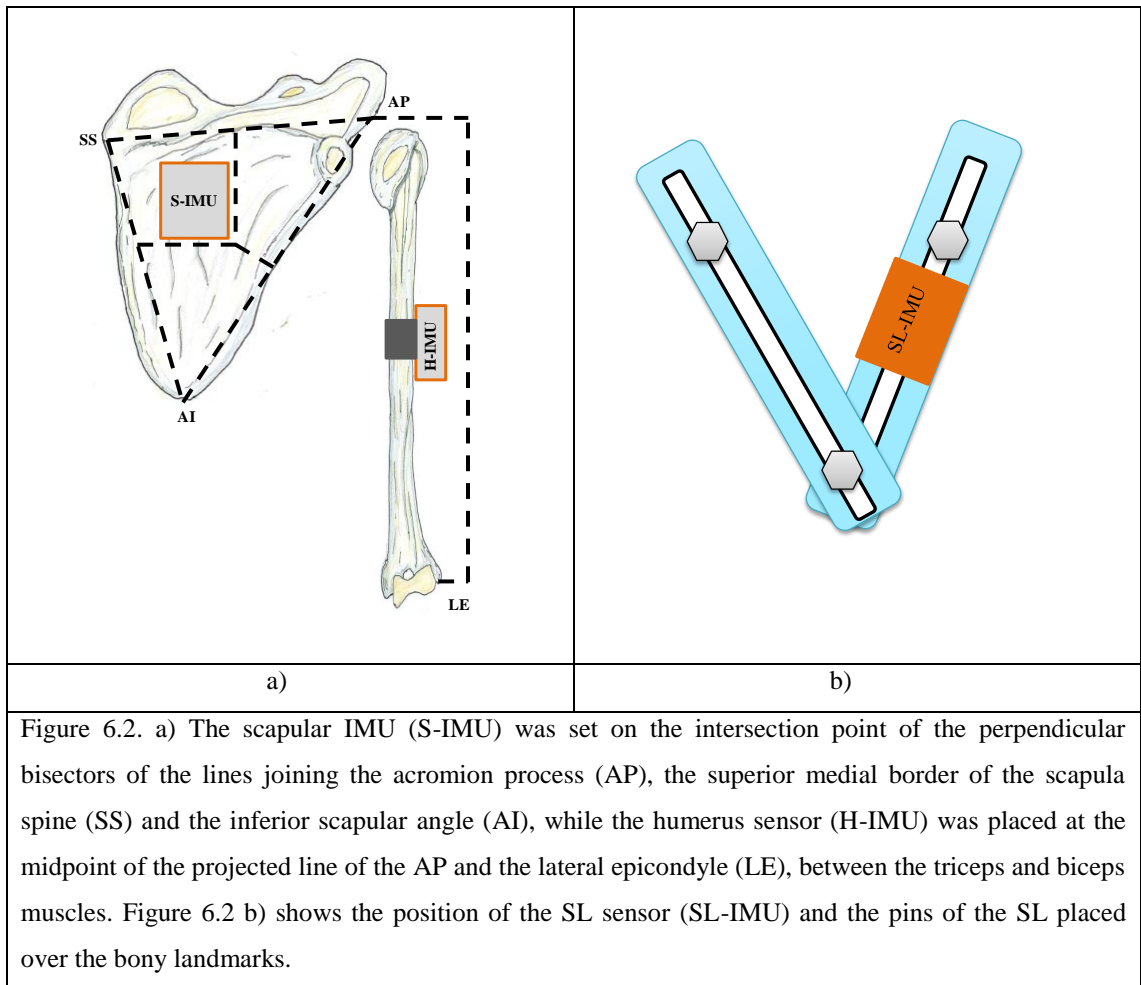 AP
SS
S-IMU
H-IMU
AI
LE
SL-IMU
a)
b)
Figure 6.2. a) The scapular IMU (S-IMU) was set on the intersection point of the perpendicular
bisectors of the lines joining the acromion process (AP), the superior medial border of the scapula
spine (SS) and the inferior scapular angle (AI), while the humerus sensor (H-IMU) was placed at the
midpoint of the projected line of the AP and the lateral epicondyle (LE), between the triceps and biceps
muscles. Figure 6.2 b) shows the position of the SL sensor (SL-IMU) and the pins of the SL placed
over the bony landmarks.